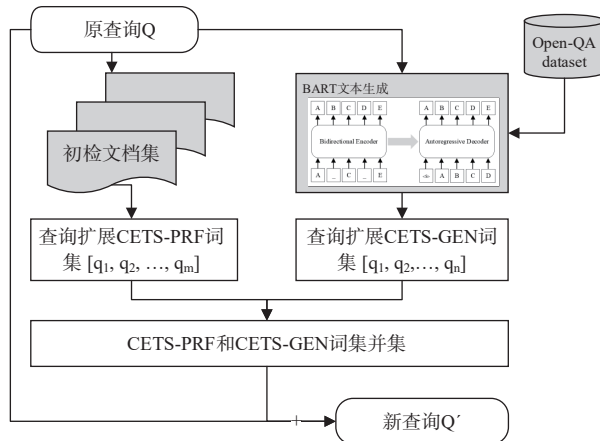 原查询Q
Open-QA
dataset
BART文本生成
A B C D E
A B C D E
Bidirectional Encoder
Autoregressive Decoder
A _ C _ E
<s> A B C D
初检文档集
查询扩展CETS-PRF词
集 [q₁, q₂, …, qₘ]
查询扩展CETS-GEN词
集 [q₁, q₂,…, qₙ]
CETS-PRF和CETS-GEN词集并集
+
新查询Q´